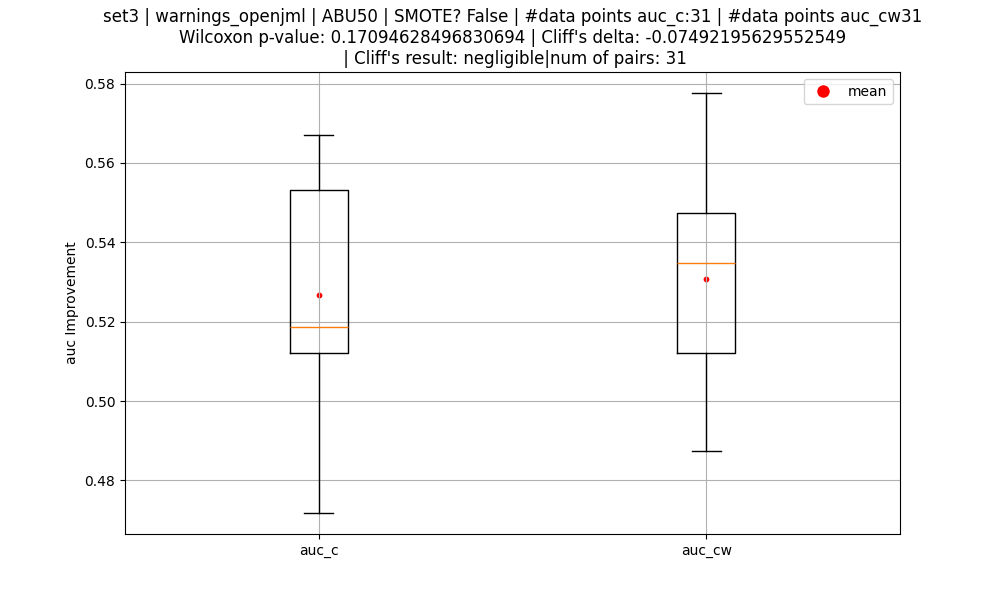 set3 | warnings_openjml | ABU50 | SMOTE? False | #data points auc_c:31 | #data points auc_cw31
Wilcoxon p-value: 0.17094628496830694 | Cliff's delta: -0.07492195629552549
| Cliff's result: negligible|num of pairs: 31
mean
0.58
0.56
0.54
0.52
0.50
0.48
auc Improvement
auc_c
auc_cw